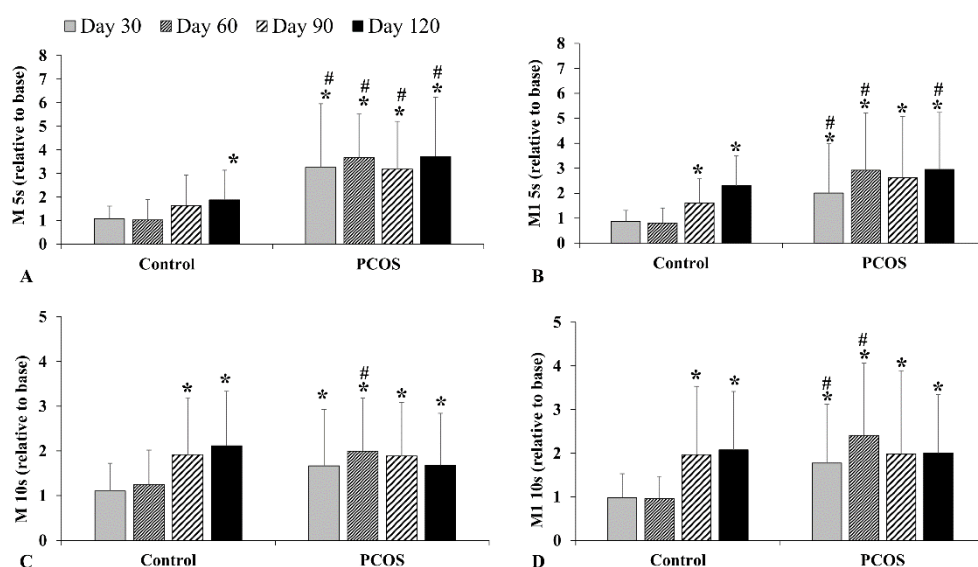 A
Day 30 Day 60 Day 90 Day 120
M 5s (relative to base)
8
7
6
5
4
3
2
1
0
# # # #
* * * * *
Control PCOS
M1 5s (relative to base)
8
7
6
5
4
3
2
1
0
# # #
* * * * * *
Control PCOS
B
M 10s (relative to base)
5
4
3
2
1
0
#
* * * * * *
Control PCOS
C
M1 10s (relative to base)
5
4
3
2
1
0
# #
* * * * * *
Control PCOS
D